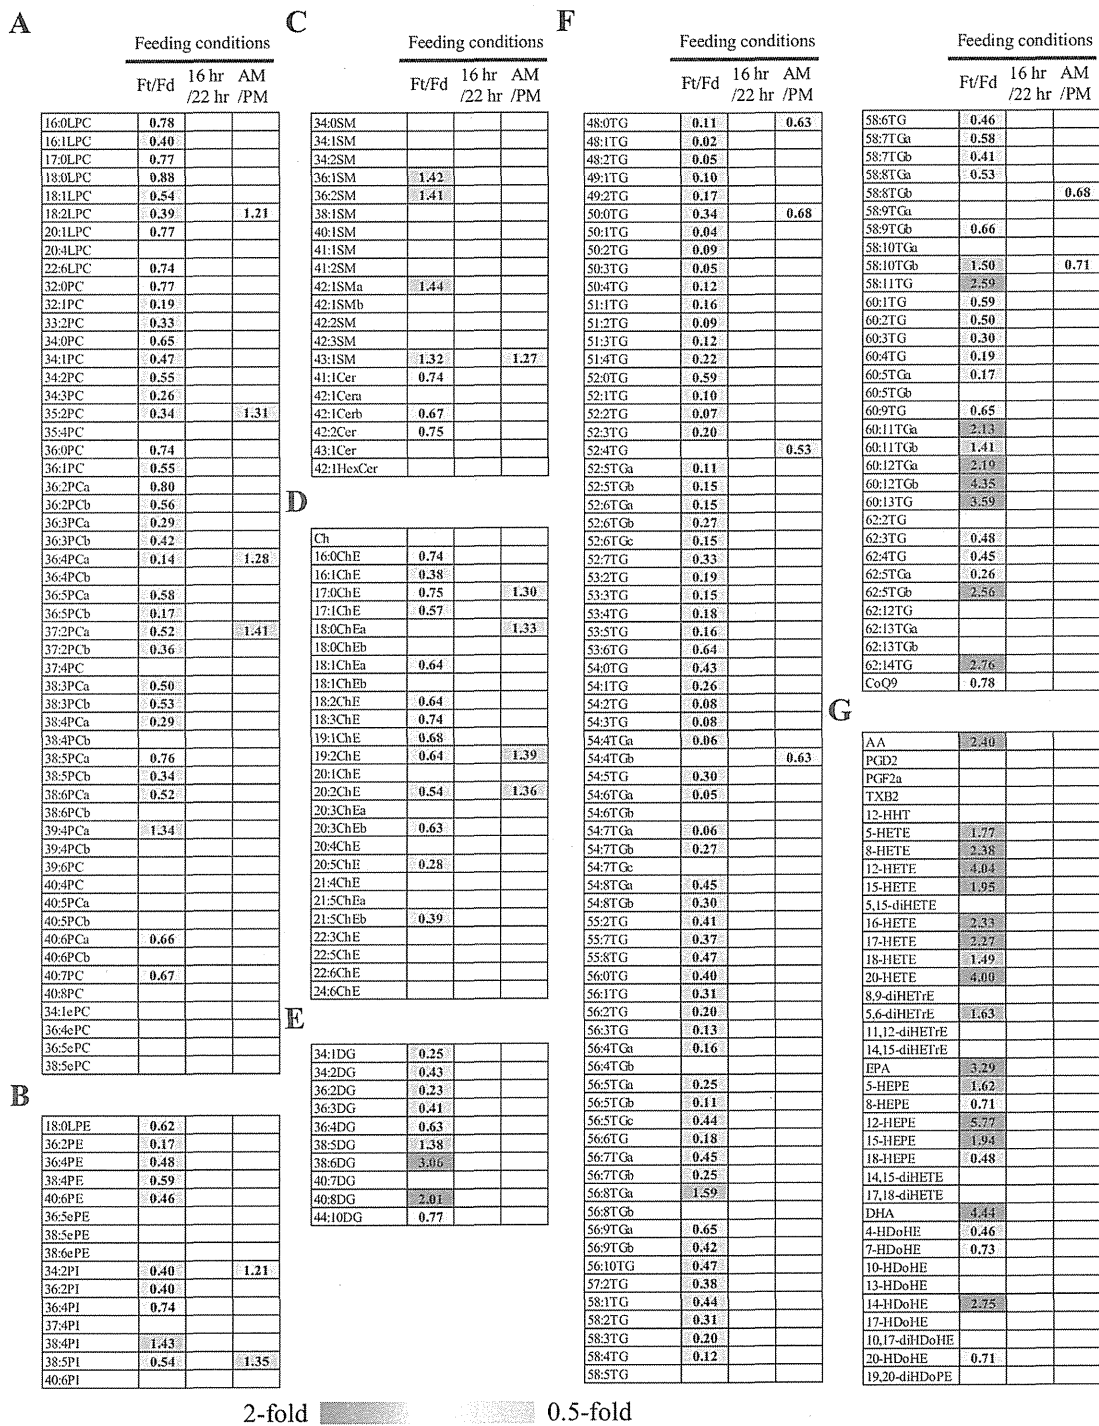 A
Feeding conditions
Ft/Fd 16 hr /22 hr AM /PM
16:0LPC 0.78
16:1LPC 0.40
17:0LPC 0.77
18:0LPC 0.88
18:1LPC 0.54
18:2LPC 0.39 1.21
20:1LPC 0.77
20:4LPC
22:6LPC 0.74
32:0PC 0.77
32:1PC 0.19
33:2PC 0.33
34:0PC 0.65
34:1PC 0.47
34:2PC 0.55
34:3PC 0.26
35:2PC 0.34 1.31
35:4PC
36:0PC 0.74
36:1PC 0.55
36:2PCa 0.80
36:2PCb 0.56
36:3PCa 0.29
36:3PCb 0.42
36:4PCa 0.14 1.28
36:4PCb
36:5PCa 0.58
36:5PCb 0.17
37:2PCa 0.52 1.41
37:2PCb 0.36
37:4PC
38:3PCa 0.50
38:3PCb 0.53
38:4PCa 0.29
38:4PCb
38:5PCa 0.76
38:5PCb 0.34
38:6PCa 0.52
38:6PCb
39:4PCa 1.34
39:4PCb
39:6PC
40:4PC
40:5PCa
40:5PCb
40:6PCa 0.66
40:6PCb
40:7PC 0.67
40:8PC
34:1ePC
36:4ePC
36:5ePC
38:5ePC
B
18:0LPE 0.62
36:2PE 0.17
36:4PE 0.48
38:4PE 0.59
40:6PE 0.46
36:5ePE
38:5ePE
38:6ePE
34:2PI 0.40 1.21
36:2PI 0.40
36:4PI 0.74
37:4PI
38:4PI 1.43
38:5PI 0.54 1.35
40:6PI
C
Feeding conditions
Ft/Fd 16 hr /22 hr AM /PM
34:0SM
34:1SM
34:2SM
36:1SM 1.42
36:2SM 1.41
38:1SM
40:1SM
41:1SM
41:2SM
42:1SMa 1.44
42:1SMb
42:2SM
42:3SM
43:1SM 1.32 1.27
41:1Cer 0.74
42:1Cera
42:1Cerb 0.67
42:2Cer 0.75
43:1Cer
42:1HexCer
D
Ch
16:0ChE 0.74
16:1ChE 0.38
17:0ChE 0.75 1.30
17:1ChE 0.57
18:0ChEa 1.33
18:0ChEb
18:1ChEa 0.64
18:1ChEb
18:2ChE 0.64
18:3ChE 0.74
19:1ChE 0.68
19:2ChE 0.64 1.39
20:1ChE
20:2ChE 0.54 1.36
20:3ChEa
20:3ChEb 0.63
20:4ChE
20:5ChE 0.28
21:4ChE
21:5ChEa
21:5ChEb 0.39
22:3ChE
22:5ChE
22:6ChE
24:6ChE
E
34:1DG 0.25
34:2DG 0.43
36:2DG 0.23
36:3DG 0.41
36:4DG 0.63
38:5DG 1.38
38:6DG 3.06
40:7DG
40:8DG 2.01
44:10DG 0.77
F
Feeding conditions
Ft/Fd 16 hr /22 hr AM /PM
48:0TG 0.11 0.63
48:1TG 0.02
48:2TG 0.05
49:1TG 0.10
49:2TG 0.17
50:0TG 0.34 0.68
50:1TG 0.04
50:2TG 0.09
50:3TG 0.05
50:4TG 0.12
51:1TG 0.16
51:2TG 0.09
51:3TG 0.12
51:4TG 0.22
52:0TG 0.59
52:1TG 0.10
52:2TG 0.07
52:3TG 0.20
52:4TG 0.53
52:5TGa 0.11
52:5TGb 0.15
52:6TGa 0.15
52:6TGb 0.27
52:6TGc 0.15
52:7TG 0.33
53:2TG 0.19
53:3TG 0.15
53:4TG 0.18
53:5TG 0.16
53:6TG 0.64
54:0TG 0.43
54:1TG 0.26
54:2TG 0.08
54:3TG 0.08
54:4TGa 0.06
54:4TGb 0.63
54:5TG 0.30
54:6TGa 0.05
54:6TGb
54:7TGa 0.06
54:7TGb 0.27
54:7TGc
54:8TGa 0.45
54:8TGb 0.30
55:2TG 0.41
55:7TG 0.37
55:8TG 0.47
56:0TG 0.40
56:1TG 0.31
56:2TG 0.20
56:3TG 0.13
56:4TGa 0.16
56:4TGb
56:5TGa 0.25
56:5TGb 0.11
56:5TGc 0.44
56:6TG 0.18
56:7TGa 0.45
56:7TGb 0.25
56:8TGa 1.59
56:8TGb
56:9TGa 0.65
56:9TGb 0.42
56:10TG 0.47
57:2TG 0.38
58:1TG 0.44
58:2TG 0.31
58:3TG 0.20
58:4TG 0.12
58:5TG
Feeding conditions
Ft/Fd 16 hr /22 hr AM /PM
58:6TG 0.46
58:7TGa 0.58
58:7TGb 0.41
58:8TGa 0.53
58:8TGb 0.68
58:9TGa
58:9TGb 0.66
58:10TGa
58:10TGb 1.50 0.71
58:11TG 2.59
60:1TG 0.59
60:2TG 0.50
60:3TG 0.30
60:4TG 0.19
60:5TGa 0.17
60:5TGb
60:9TG 0.65
60:11TGa 2.13
60:11TGb 1.41
60:12TGa 2.19
60:12TGb 4.35
60:13TG 3.59
62:2TG
62:3TG 0.48
62:4TG 0.45
62:5TGa 0.26
62:5TGb 2.56
62:12TG
62:13TGa
62:13TGb
62:14TG 2.76
CoQ9 0.78
G
AA 2.40
PGD2
PGF2a
TXB2
12-HHT
5-HETE 1.77
8-HETE 2.38
12-HETE 4.04
15-HETE 1.95
5,15-diHETE
16-HETE 2.33
17-HETE 2.27
18-HETE 1.49
20-HETE 4.00
8,9-diHETrE
5,6-diHETrE 1.63
11,12-diHETrE
14,15-diHETrE
EPA 3.29
5-HEPE 1.62
8-HEPE 0.71
12-HEPE 5.77
15-HEPE 1.94
18-HEPE 0.48
14,15-diHETE
17,18-diHETE
DHA 4.44
4-HDoHE 0.46
7-HDoHE 0.73
10-HDoHE
13-HDoHE
14-HDoHE 2.75
17-HDoHE
10,17-diHDoHE
20-HDoHE 0.71
19,20-diHDoPE
2-fold 0.5-fold